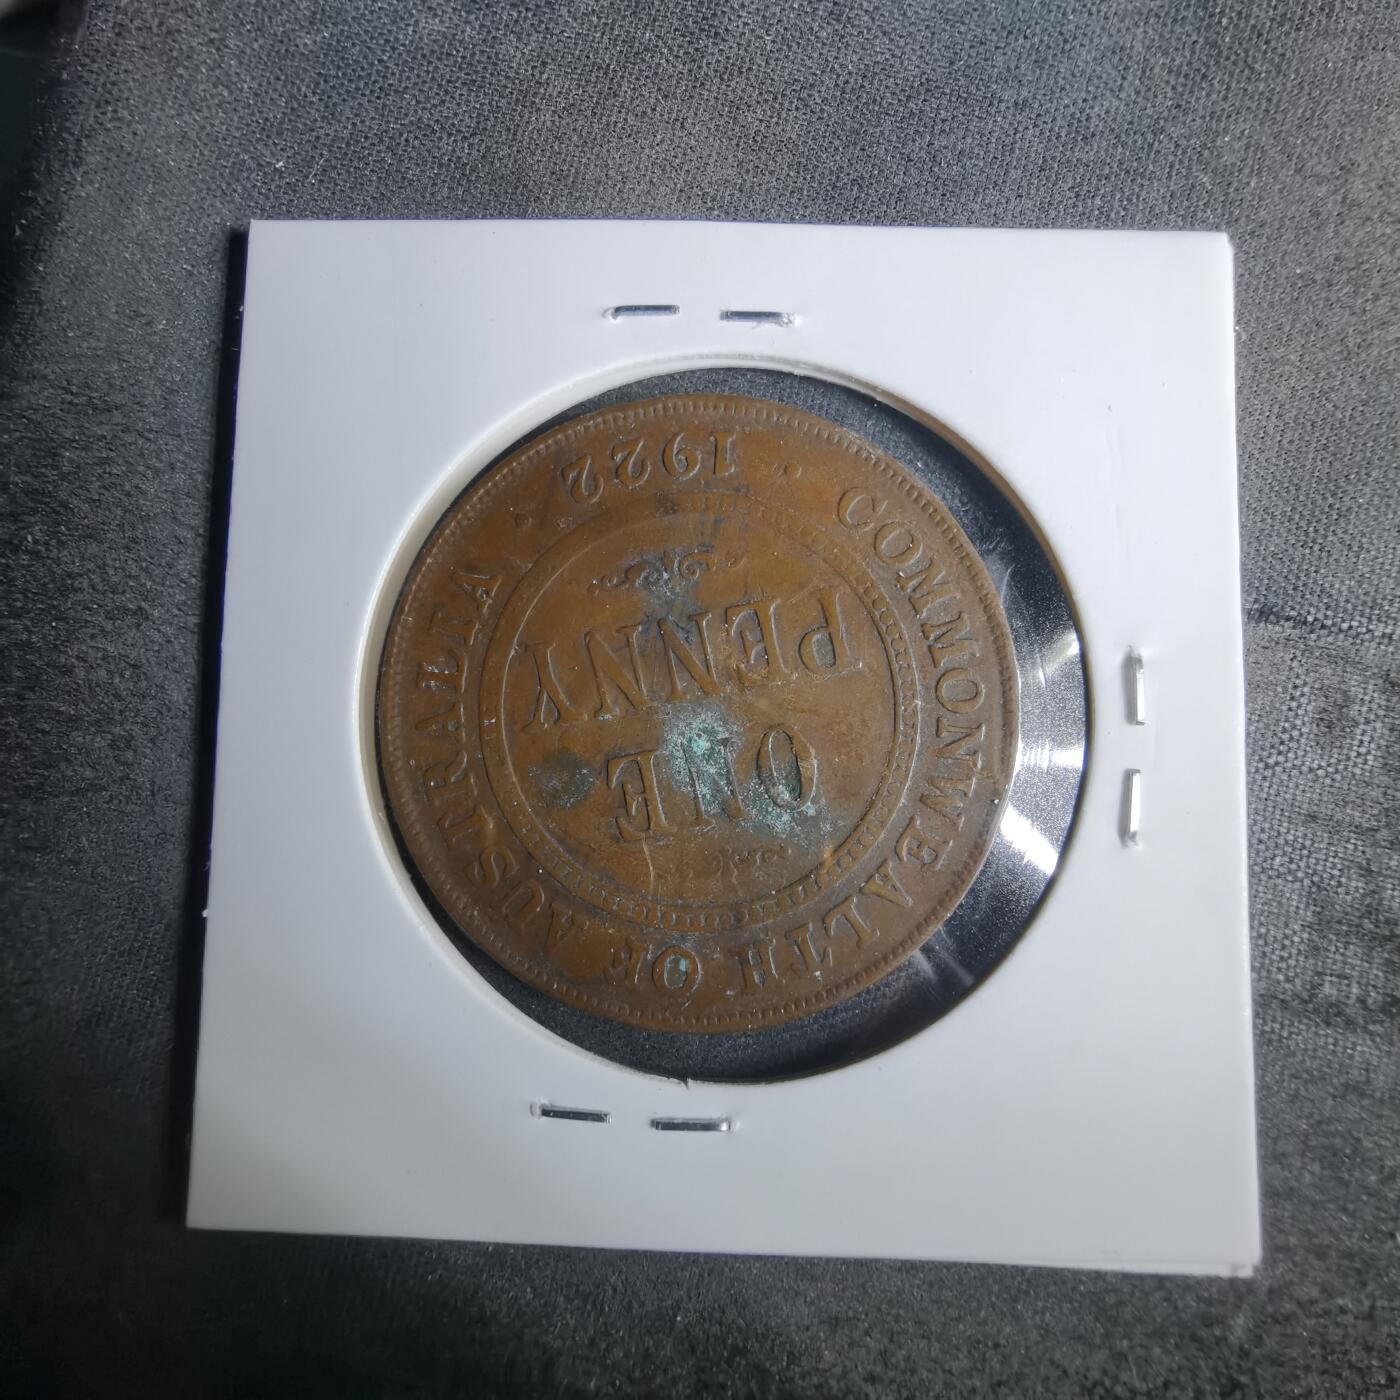 COMMONWEALTH OF AUSTRALIA
ONE
PENNY
1922